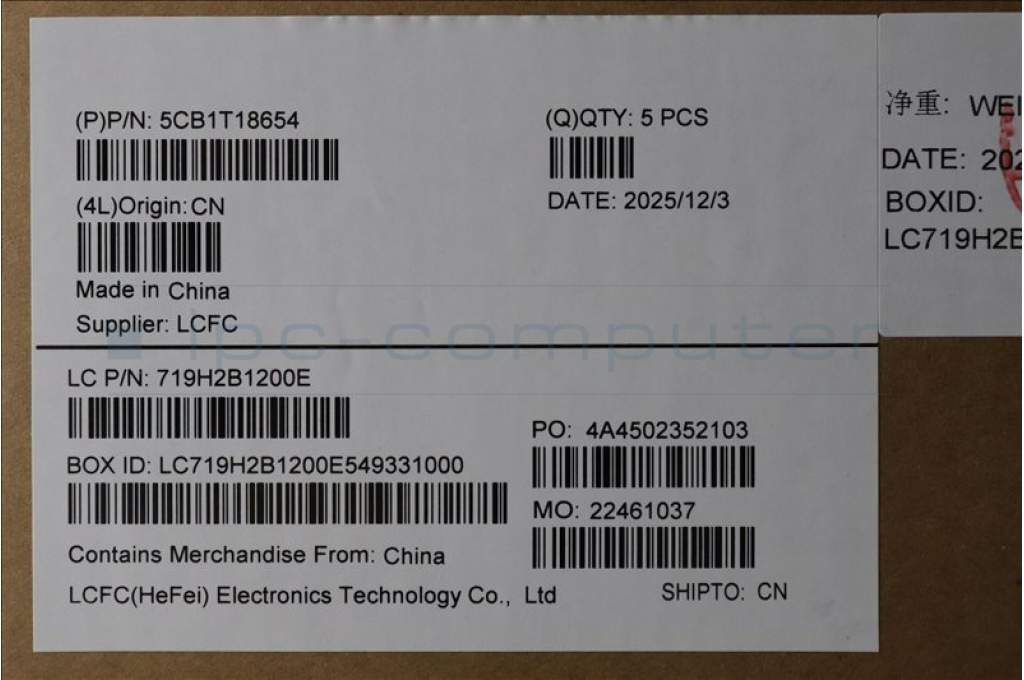 (P)P/N: 5CB1T18654
(Q)QTY: 5 PCS
(4L)Origin: CN
DATE: 2025/12/3
Made in China
Supplier: LCFC
ipc-computer
LC P/N: 719H2B1200E
PO: 4A4502352103
BOX ID: LC719H2B1200E549331000
MO: 22461037
Contains Merchandise From: China
LCFC(HeFei) Electronics Technology Co., Ltd
SHIPTO: CN
净重:
DATE:
BOXID: